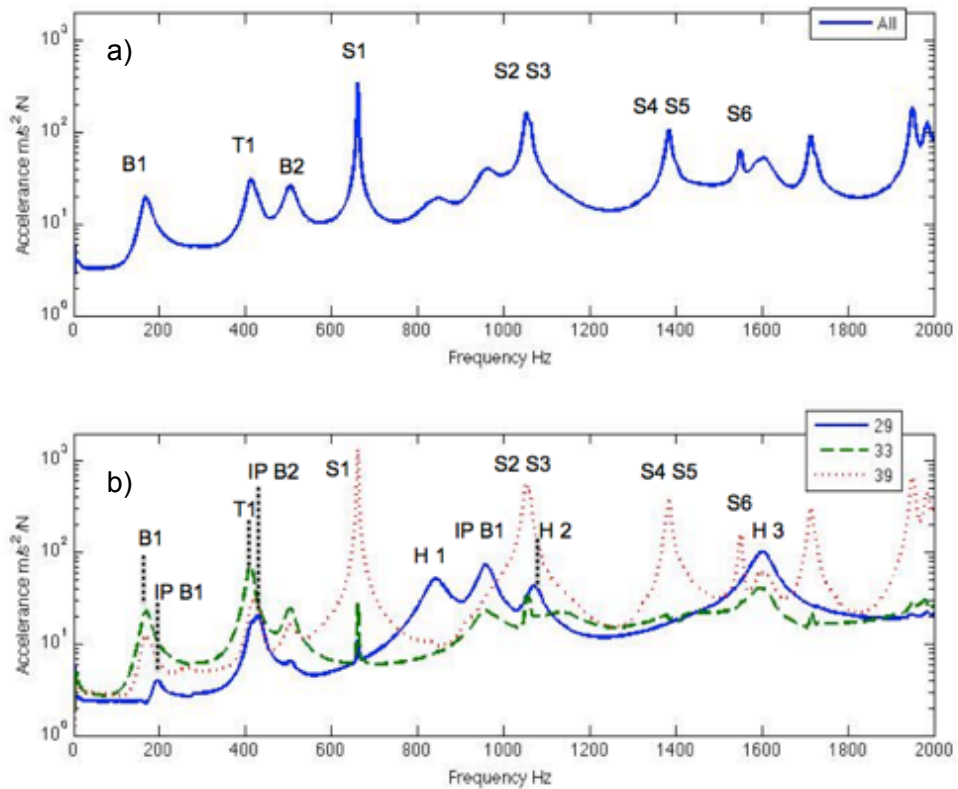 a)
All
S1
S2 S3
S4 S5
S6
T1
B2
B1
Accelerance m/s²/N
10³
10²
10¹
10⁰
0 200 400 600 800 1000 1200 1400 1600 1800 2000
Frequency Hz
b)
29
33
39
IP B2
S1
S2 S3
S4 S5
T1
S6
B1
IP B1
H 2
H 3
H 1
IP B1
Accelerance m/s²/N
10³
10²
10¹
10⁰
0 200 400 600 800 1000 1200 1400 1600 1800 2000
Frequency Hz